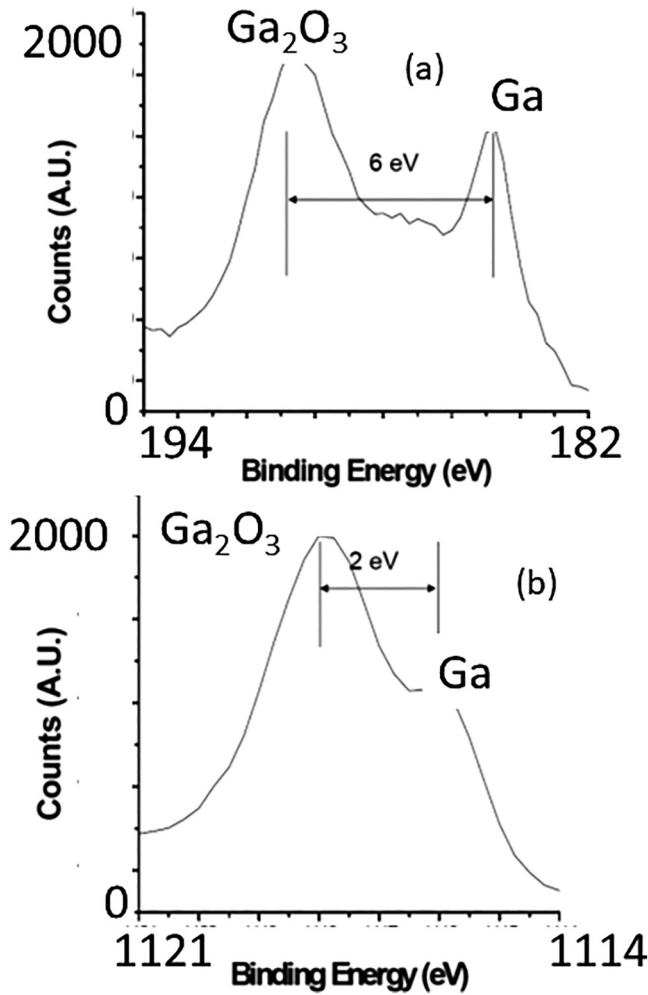 2000
Ga₂O₃
(a)
Ga
6 eV
Counts (A.U.)
0
194
182
Binding Energy (eV)
2000
Ga₂O₃
2 eV
(b)
Ga
Counts (A.U.)
0
1121
1114
Binding Energy (eV)